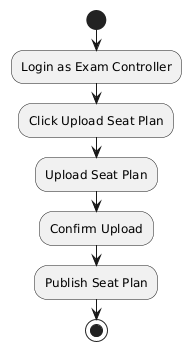 Login as Exam Controller
Click Upload Seat Plan
Upload Seat Plan
Confirm Upload
Publish Seat Plan